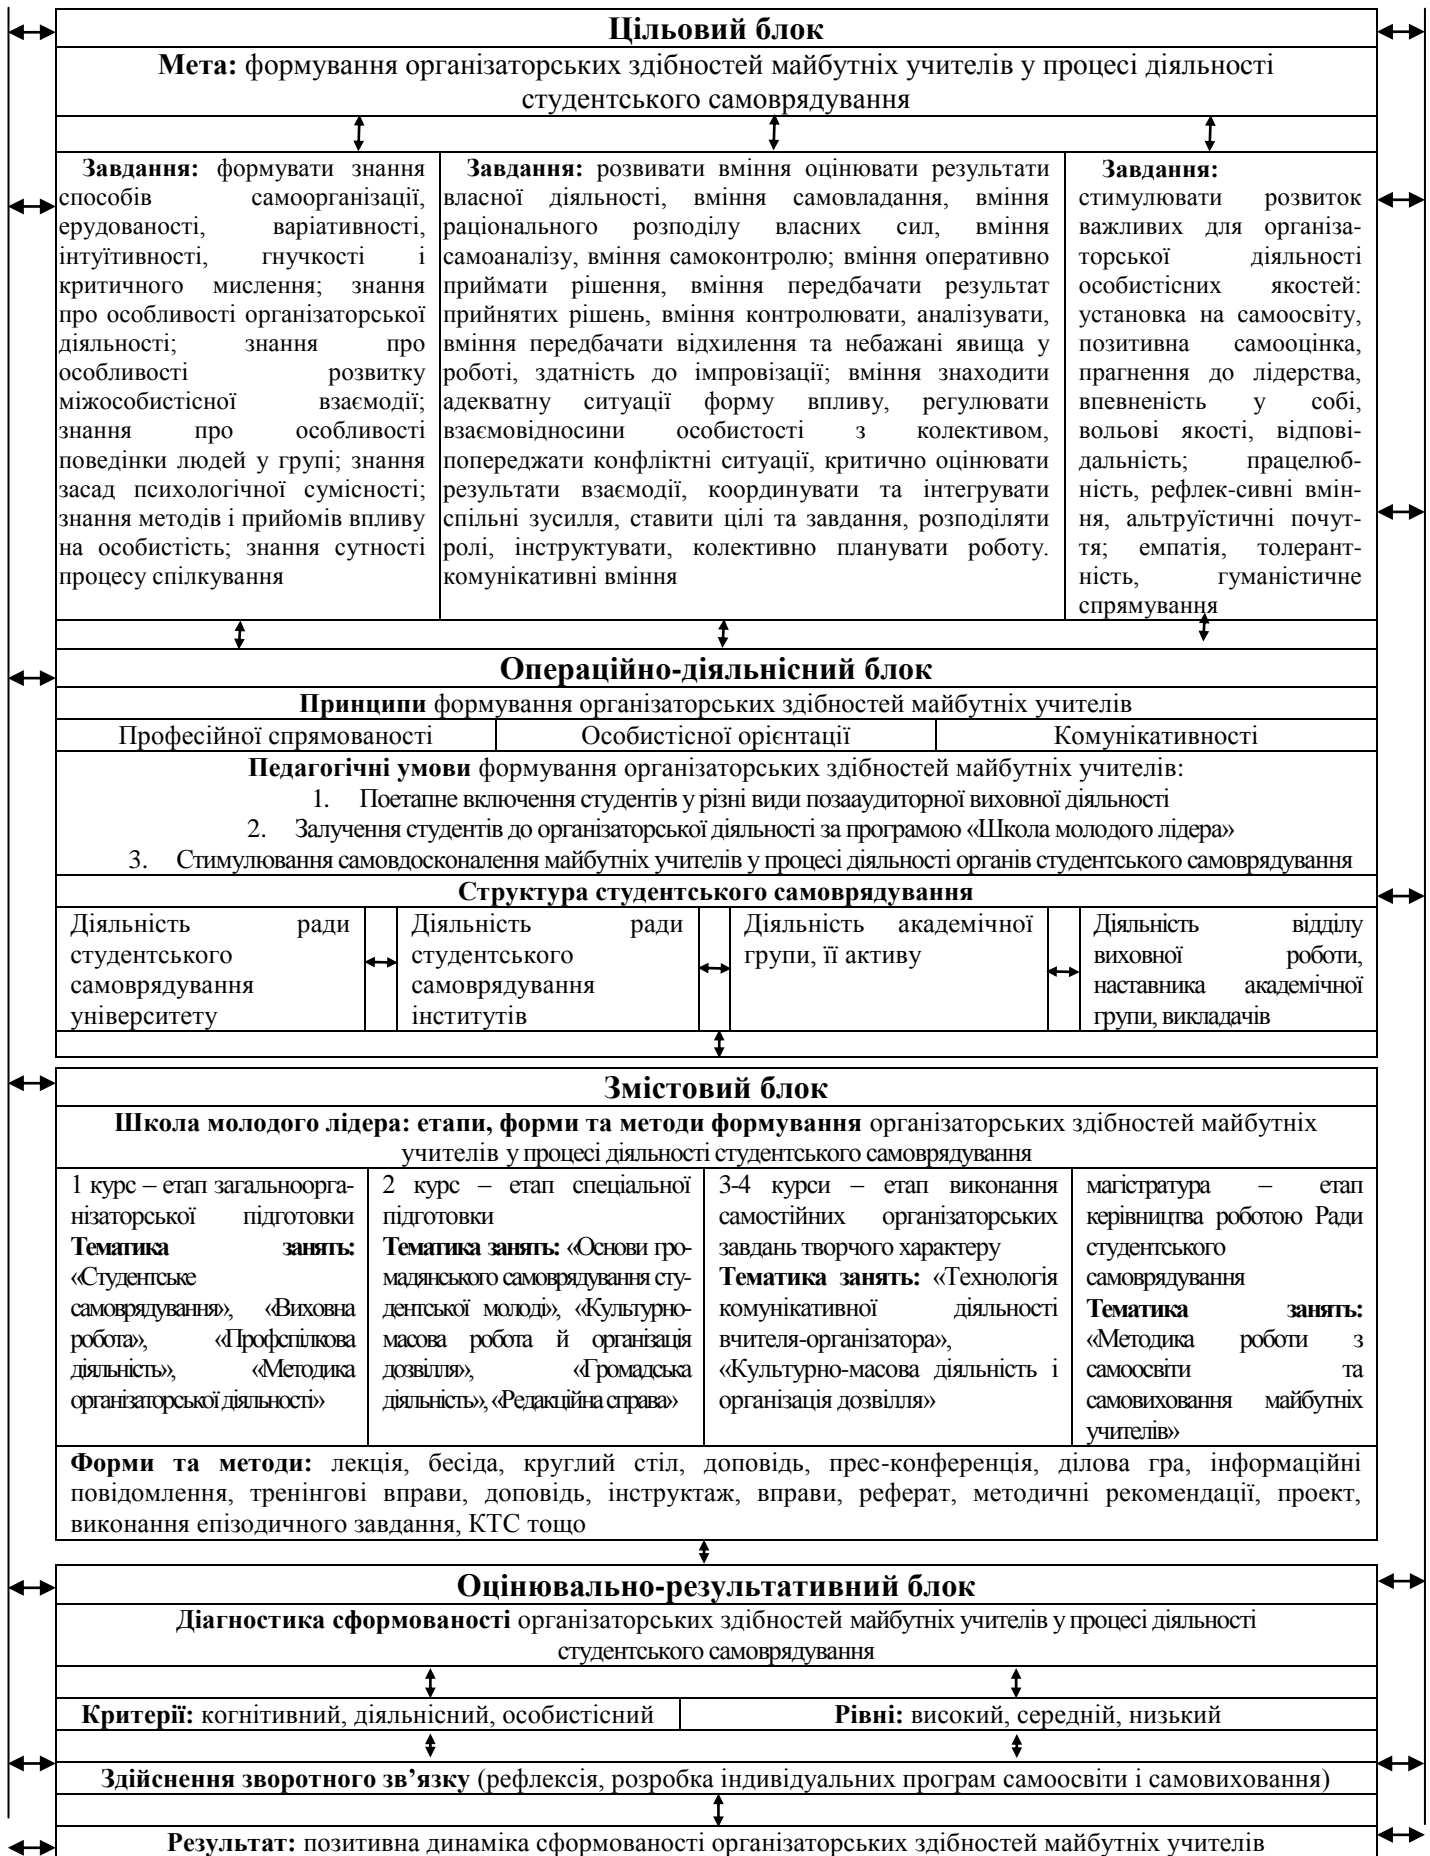 Цільовий блок
Мета: формування організаторських здібностей майбутніх учителів у процесі діяльності
студентського самоврядування
Завдання: формувати знання
способів самоорганізації,
ерудованості, варіативності,
інтуїтивності, гнучкості і
критичного мислення; знання
про особливості організаторської
діяльності; знання про
особливості розвитку
міжособистісної взаємодії;
знання про особливості
поведінки людей у групі; знання
засад психологічної сумісності;
знання методів і прийомів впливу
на особистість; знання сутності
процесу спілкування
Завдання: розвивати вміння оцінювати результати
власної діяльності, вміння самовладання, вміння
раціонального розподілу власних сил, вміння
самоаналізу, вміння самоконтролю; вміння оперативно
приймати рішення, вміння передбачати результат
прийнятих рішень, вміння контролювати, аналізувати,
вміння передбачати відхилення та небажані явища у
роботі, здатність до імпровізації; вміння знаходити
адекватну ситуації форму впливу, регулювати
взаємовідносини особистості з колективом,
попереджати конфліктні ситуації, критично оцінювати
результати взаємодії, координувати та інтегрувати
спільні зусилля, ставити цілі та завдання, розподіляти
ролі, інструктувати, колективно планувати роботу.
комунікативні вміння
Завдання:
стимулювати розвиток
важливих для організа-
торської діяльності
особистісних якостей:
установка на самоосвіту,
позитивна самооцінка,
прагнення до лідерства,
впевненість у собі,
вольові якості, відпові-
дальність; працелюб-
ність, рефлек-сивні вмін-
ня, альтруїстичні почут-
тя; емпатія, толерант-
ність, гуманістичне
спрямування
Операційно-діяльнісний блок
Принципи формування організаторських здібностей майбутніх учителів
Професійної спрямованості
Особистісної орієнтації
Комунікативності
Педагогічні умови формування організаторських здібностей майбутніх учителів:
1. Поетапне включення студентів у різні види позааудиторної виховної діяльності
2. Залучення студентів до організаторської діяльності за програмою «Школа молодого лідера»
3. Стимулювання самовдосконалення майбутніх учителів у процесі діяльності органів студентського самоврядування
Структура студентського самоврядування
Діяльність ради
студентського
самоврядування
університету
Діяльність ради
студентського
самоврядування
інститутів
Діяльність академічної
групи, її активу
Діяльність відділу
виховної роботи,
наставника академічної
групи, викладачів
Змістовий блок
Школа молодого лідера: етапи, форми та методи формування організаторських здібностей майбутніх
учителів у процесі діяльності студентського самоврядування
1 курс – етап загальноорга-
нізаторської підготовки
Тематика занять:
«Студентське
самоврядування», «Виховна
робота», «Профспілкова
діяльність», «Методика
організаторської діяльності»
2 курс – етап спеціальної
підготовки
Тематика занять: «Основи гро-
мадянського самоврядування сту-
дентської молоді», «Культурно-
масова робота й організація
дозвілля», «Громадська
діяльність», «Редакційна справа»
3-4 курси – етап виконання
самостійних організаторських
завдань творчого характеру
Тематика занять: «Технологія
комунікативної діяльності
вчителя-організатора»,
«Культурно-масова діяльність і
організація дозвілля»
магістратура – етап
керівництва роботою Ради
студентського
самоврядування
Тематика занять:
«Методика роботи з
самоосвіти та
самовиховання майбутніх
учителів»
Форми та методи: лекція, бесіда, круглий стіл, доповідь, прес-конференція, ділова гра, інформаційні
повідомлення, тренінгові вправи, доповідь, інструктаж, вправи, реферат, методичні рекомендації, проект,
виконання епізодичного завдання, КТС тощо
Оцінювально-результативний блок
Діагностика сформованості організаторських здібностей майбутніх учителів у процесі діяльності
студентського самоврядування
Критерії: когнітивний, діяльнісний, особистісний
Рівні: високий, середній, низький
Здійснення зворотного зв’язку (рефлексія, розробка індивідуальних програм самоосвіти і самовиховання)
Результат: позитивна динаміка сформованості організаторських здібностей майбутніх учителів